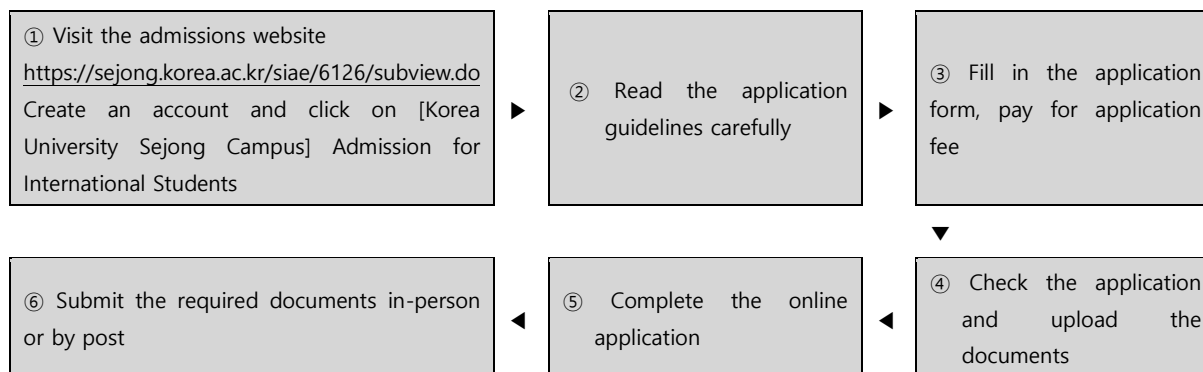 ① Visit the admissions website
https://sejong.korea.ac.kr/siae/6126/subview.do
Create an account and click on [Korea
University Sejong Campus] Admission for
International Students
▶
② Read the application
guidelines carefully
▶
③ Fill in the application
form, pay for application
fee
▼
④ Check the application
and upload the
documents
◀
⑤ Complete the online
application
◀
⑥ Submit the required documents in-person
or by post